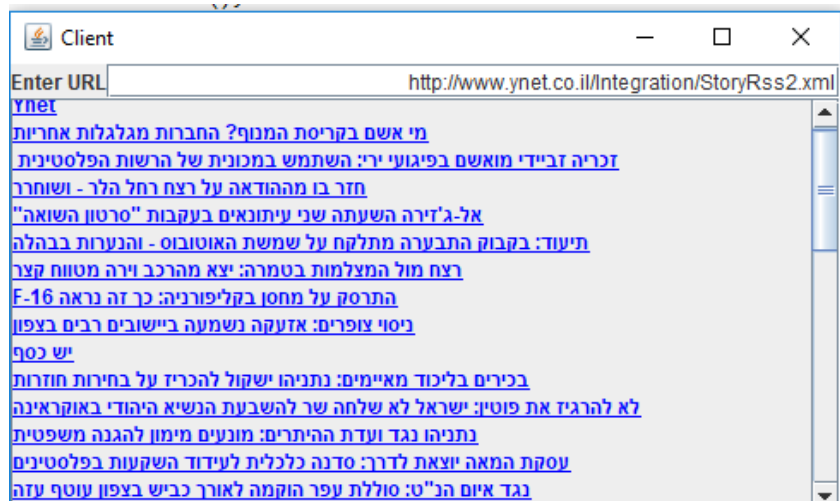 Client
Enter URL http://www.ynet.co.il/Integration/StoryRss2.xml
Ynet
מי אשם בקריסת המנוף? החברות מגלגלות אחריות
זכריה זביידי מואשם בפיגועי ירי: השתמש במכונית של הרשות הפלסטינית
חזר בו מההודאה על רצח רחל הלר - ושוחרר
אל-ג'זירה השעתה שני עיתונאים בעקבות "סרטון השואה"
תיעוד: בקבוק התבערה מתלקח על שמשת האוטובוס - והנערות בבהלה
רצח מול המצלמות בטמרה: יצא מהרכב וירה מטווח קצר
התרסק על מחסן בקליפורניה: כך זה נראה F-16
ניסוי צופרים: אזעקה נשמעה ביישובים רבים בצפון
יש כסף
בכירים בליכוד מאיימים: נתניהו ישקול להכריז על בחירות חוזרות
לא להרגיז את פוטין: ישראל לא שלחה שר להשבעת הנשיא היהודי באוקראינה
נתניהו נגד ועדת ההיתרים: מונעים מימון להגנה משפטית
עסקת המאה יוצאת לדרך: סדנה כלכלית לעידוד השקעות בפלסטינים
נגד איום הנ"ט: סוללת עפר הוקמה לאורך כביש בצפון עוטף עזה